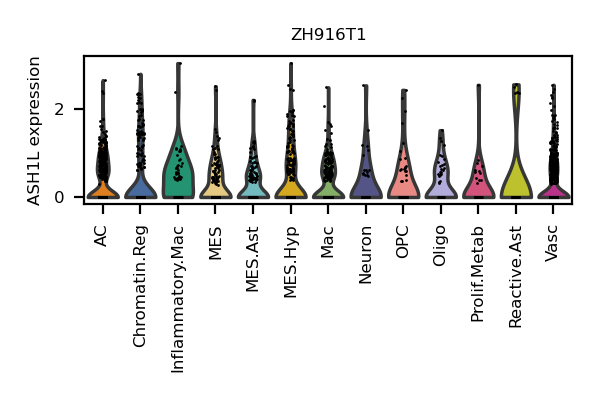 ZH916T1
ASH1L expression
2
0
AC
Chromatin.Reg
Inflammatory.Mac
MES
MES.Ast
MES.Hyp
Mac
Neuron
OPC
Oligo
Prolif.Metab
Reactive.Ast
Vasc